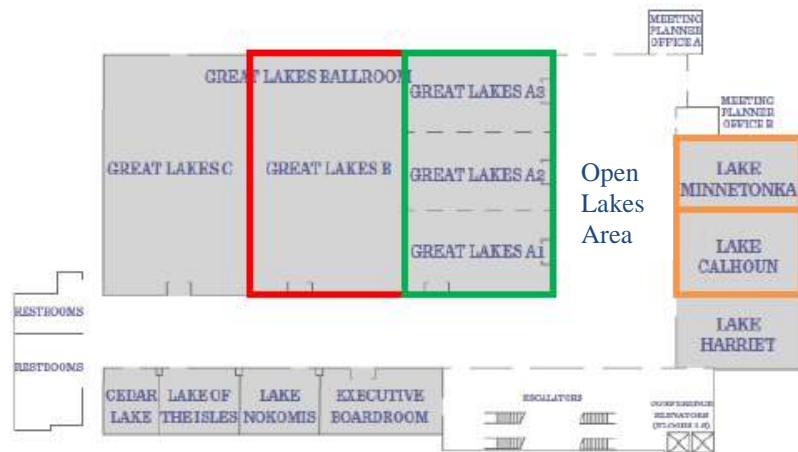 MEETING
PLANNER
OFFICE A
GREAT LAKES BALLROOM
GREAT LAKES A3
MEETING
PLANNER
OFFICE B
GREAT LAKES C
GREAT LAKES B
GREAT LAKES A2
Open
Lakes
Area
LAKE
MINNETONKA
GREAT LAKES A1
LAKE
CALHOUN
RESTROOMS
LAKE
HARRIET
RESTROOMS
CEDAR
LAKE
LAKE OF
THE ISLES
LAKE
NOKOMIS
EXECUTIVE
BOARDROOM
ESCALATORS
CONFERENCE
ELEVATORS